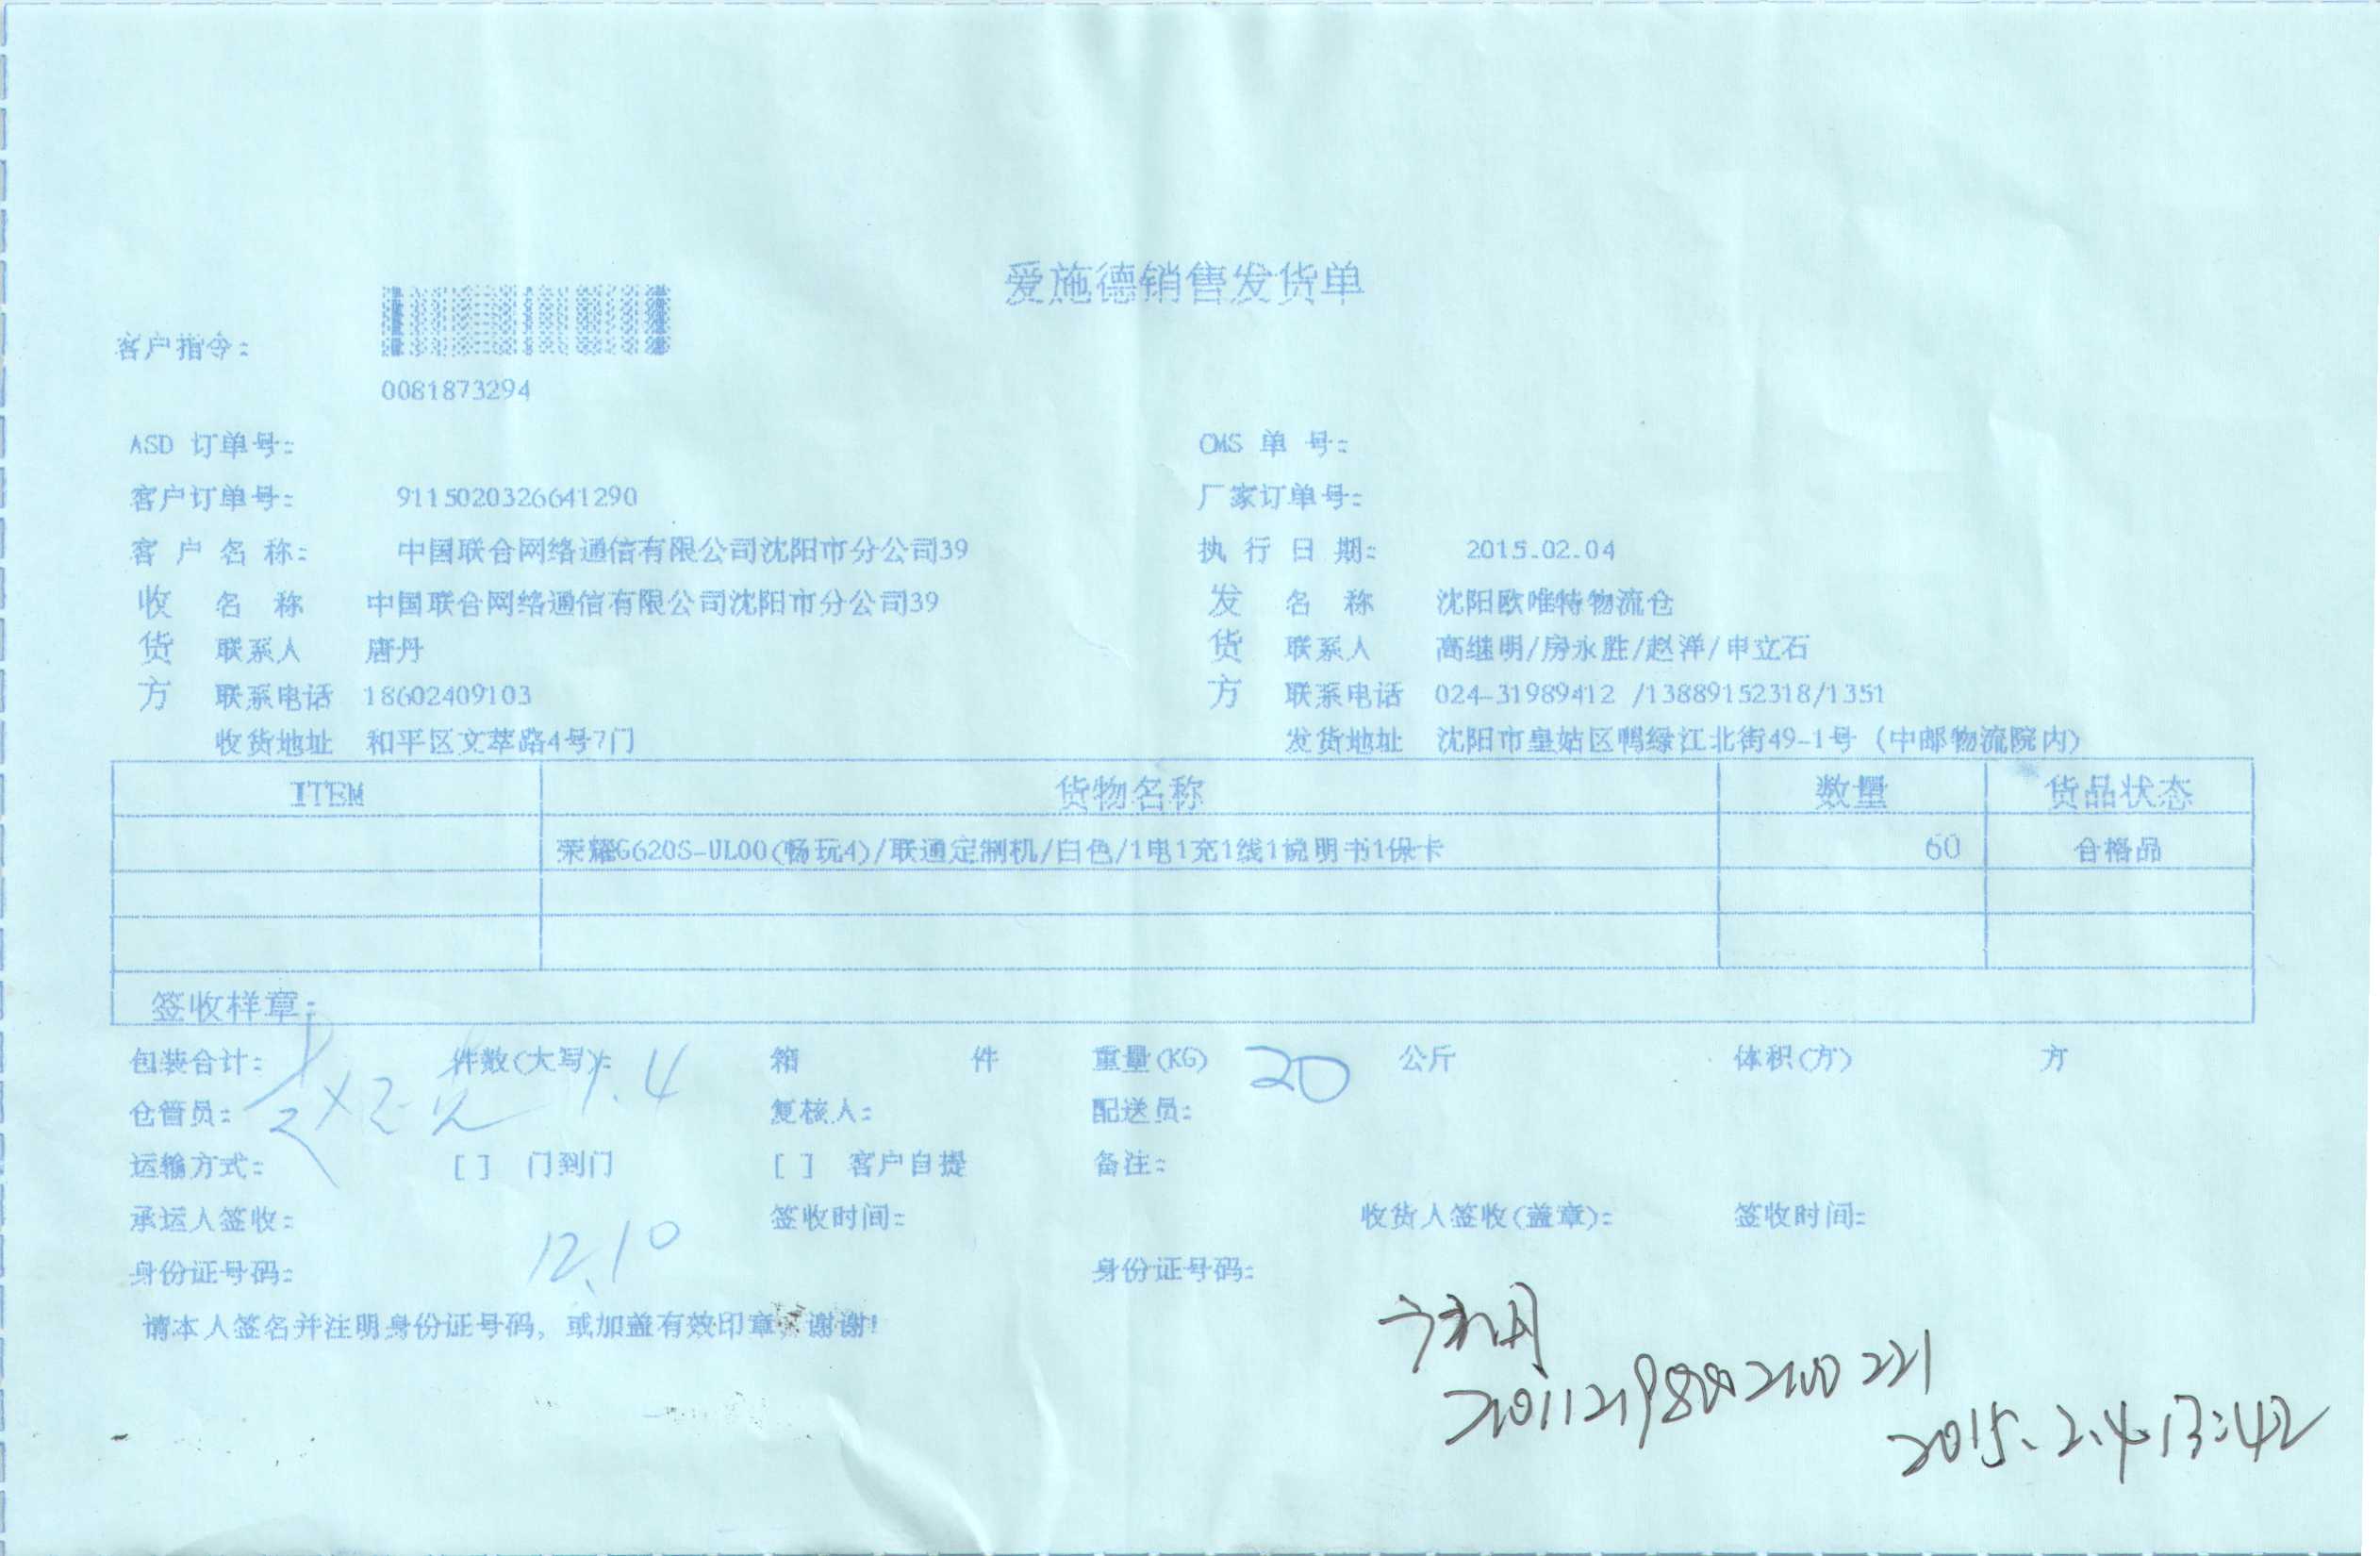 爱施德销售发货单
客户指令:
0081873294
ASD 订单号: CMS 单 号:
客户订单号: 9115020326641290 厂家订单号:
客 户 名 称: 中国联合网络通信有限公司沈阳市分公司39 执 行 日 期: 2015.02.04
收 名 称 中国联合网络通信有限公司沈阳市分公司39 发 名 称 沈阳欧唯特物流仓
货 联系人 唐丹 货 联系人 高继明/房永胜/赵洋/申立石
方 联系电话 18602409103 方 联系电话 024-31989412 /13889152318/1351
收货地址 和平区文萃路4号7门 发货地址 沈阳市皇姑区鸭绿江北街49-1号 (中邮物流院内)
ITEM 货物名称 数量 货品状态
荣耀G620S-UL00(畅玩4)/联通定制机/白色/1电1充1线1说明书1保卡 60 合格品
签收样章:
包装合计: 件数(大写): 箱 件 重量(KG) 20 公斤 体积(方) 方
1.4
仓管员: 复核人: 配送员:
运输方式: [ ] 门到门 [ ] 客户自提 备注:
承运人签收: 签收时间: 收货人签收(盖章): 签收时间:
12.10
身份证号码: 身份证号码:
请本人签名并注明身份证号码, 或加盖有效印章, 谢谢!
2015.2.4.13:42